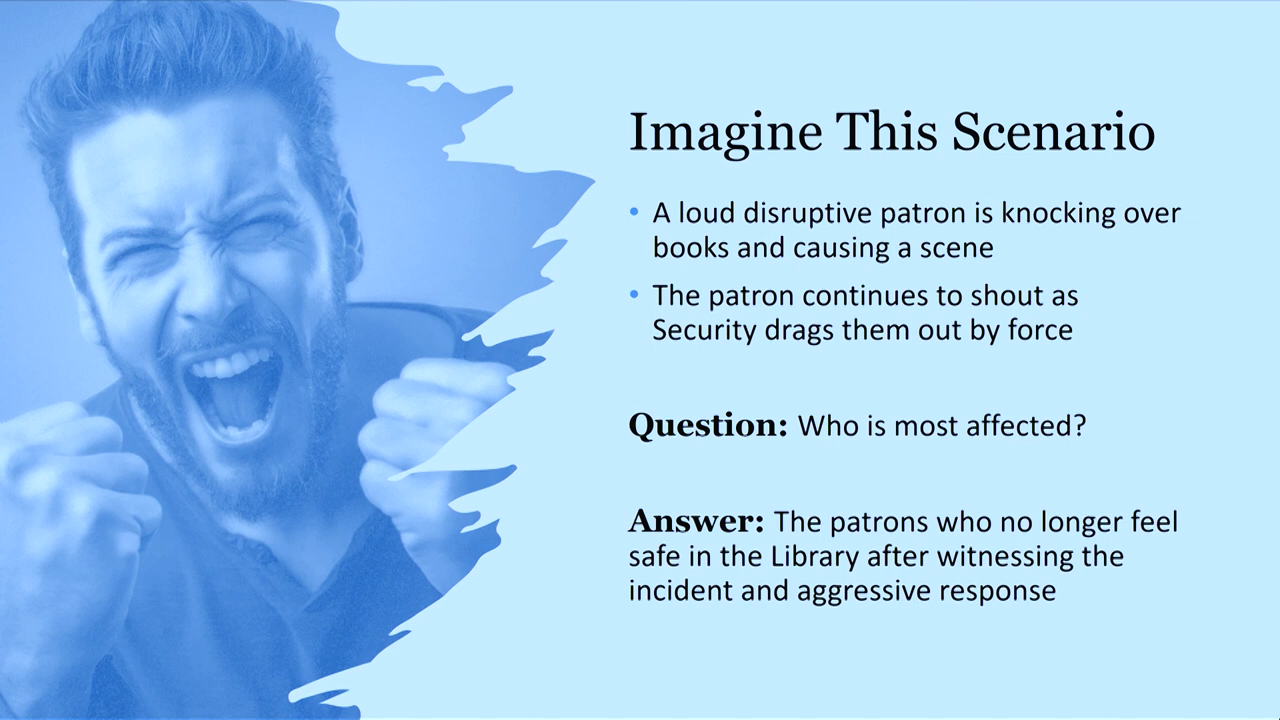 Imagine This Scenario
• A loud disruptive patron is knocking over
books and causing a scene
• The patron continues to shout as
Security drags them out by force
Question: Who is most affected?
Answer: The patrons who no longer feel
safe in the Library after witnessing the
incident and aggressive response